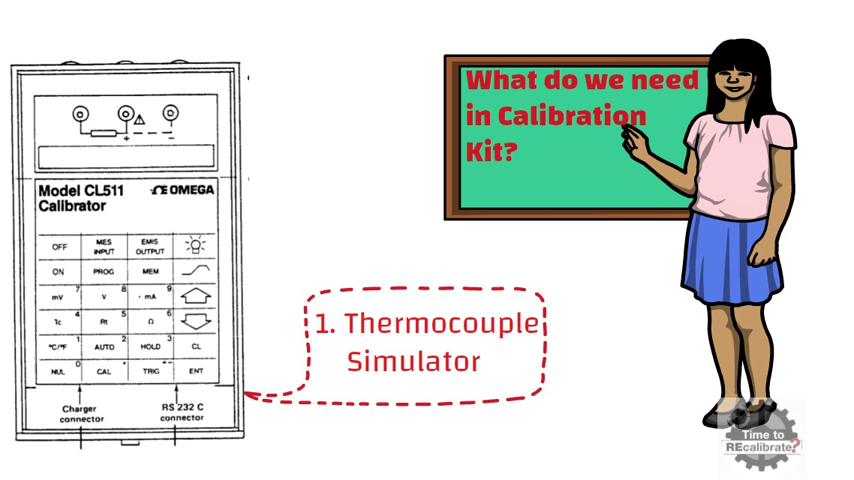 What do we need
in Calibration
Kit?
Model CL511 OMEGA
Calibrator
+ -
OFF MES INPUT EMIS OUTPUT
ON PROG MEM
mV 7 V 8 mA 9
Tc 4 Rt 5 Ω 6
°C/°F 1 AUTO 2 HOLD 3 CL
NUL 0 CAL . TRIG +- ENT
Charger
connector
RS 232 C
connector
1. Thermocouple
Simulator
Time to
REcalibrate?